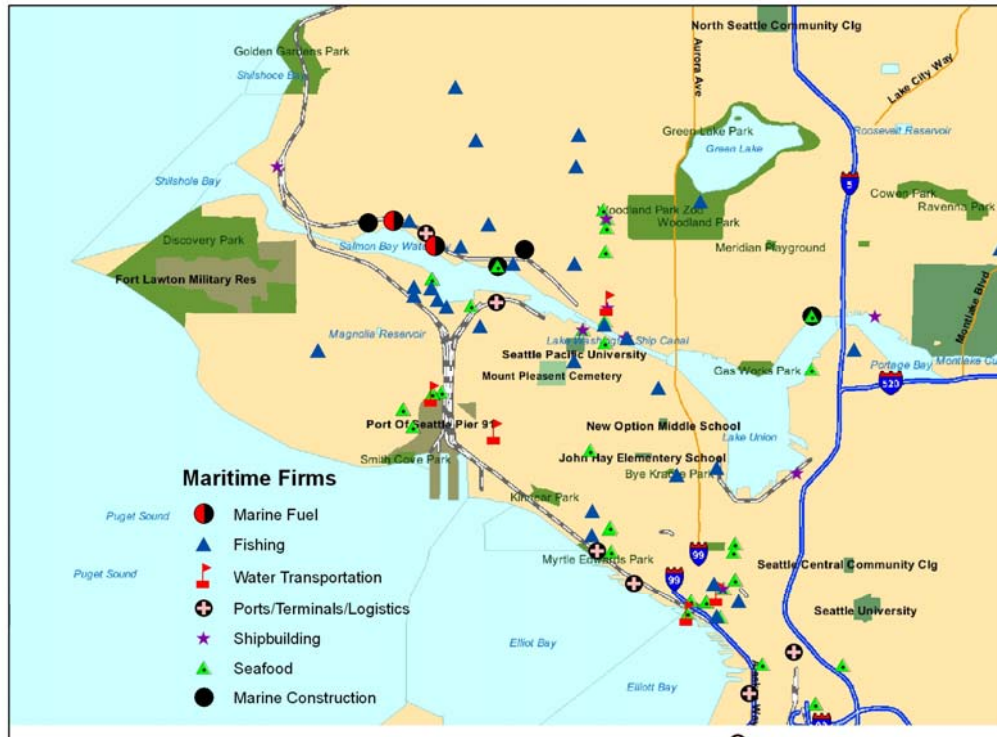 North Seattle Community Clg
Golden Gardens Park
Shilshoce Bay
Aurora Ave
Lake City Way
Green Lake Park
Green Lake
Roosevelt Reservoir
5
Shilshole Bay
Cowen Park
Ravenna Park
Woodland Park Zoo
Woodland Park
Discovery Park
Salmon Bay Waterway
Meridian Playground
Fort Lawton Military Res
Montlake Blvd
Magnolia Reservoir
Lake Washington Ship Canal
Seattle Pacific University
Portage Bay
Montlake Cu
Gas Works Park
Mount Pleasent Cemetery
520
Port Of Seattle Pier 91
New Option Middle School
Lake Union
Smith Cove Park
John Hay Elementery School
Bye Kracke Park
Maritime Firms
Kinnear Park
Puget Sound
Marine Fuel
Fishing
Myrtle Edwards Park
99
Seattle Central Community Clg
Puget Sound
Water Transportation
99
Ports/Terminals/Logistics
Seattle University
Shipbuilding
Elliot Bay
Seafood
Elliott Bay
Marine Construction